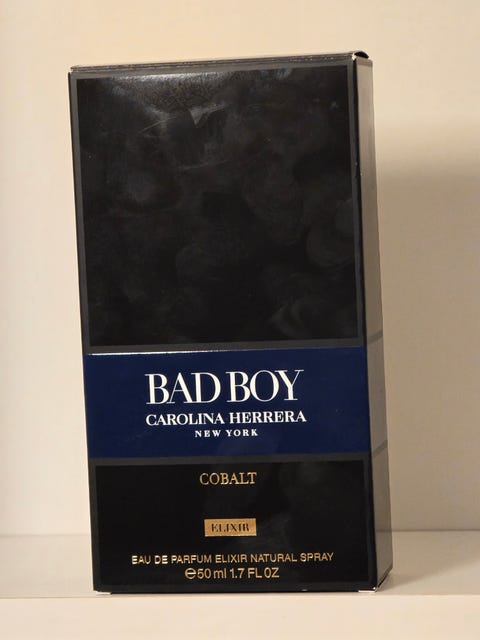 BAD BOY
CAROLINA HERRERA
NEW YORK
COBALT
ELIXIR
EAU DE PARFUM ELIXIR NATURAL SPRAY
℮50 ml 1.7 FL OZ